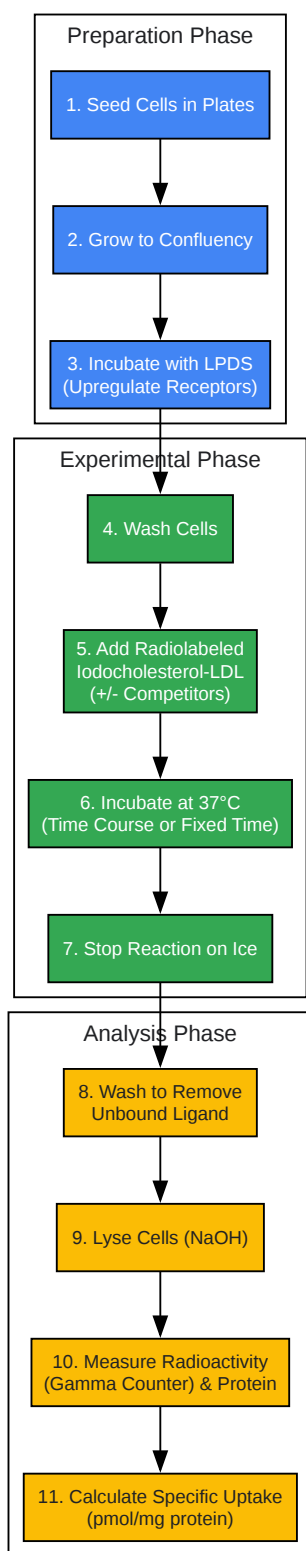 Preparation Phase
1. Seed Cells in Plates
2. Grow to Confluency
3. Incubate with LPDS
(Upregulate Receptors)
Experimental Phase
4. Wash Cells
5. Add Radiolabeled
Iodocholesterol-LDL
(+/- Competitors)
6. Incubate at 37°C
(Time Course or Fixed Time)
7. Stop Reaction on Ice
Analysis Phase
8. Wash to Remove
Unbound Ligand
9. Lyse Cells (NaOH)
10. Measure Radioactivity
(Gamma Counter) & Protein
11. Calculate Specific Uptake
(pmol/mg protein)